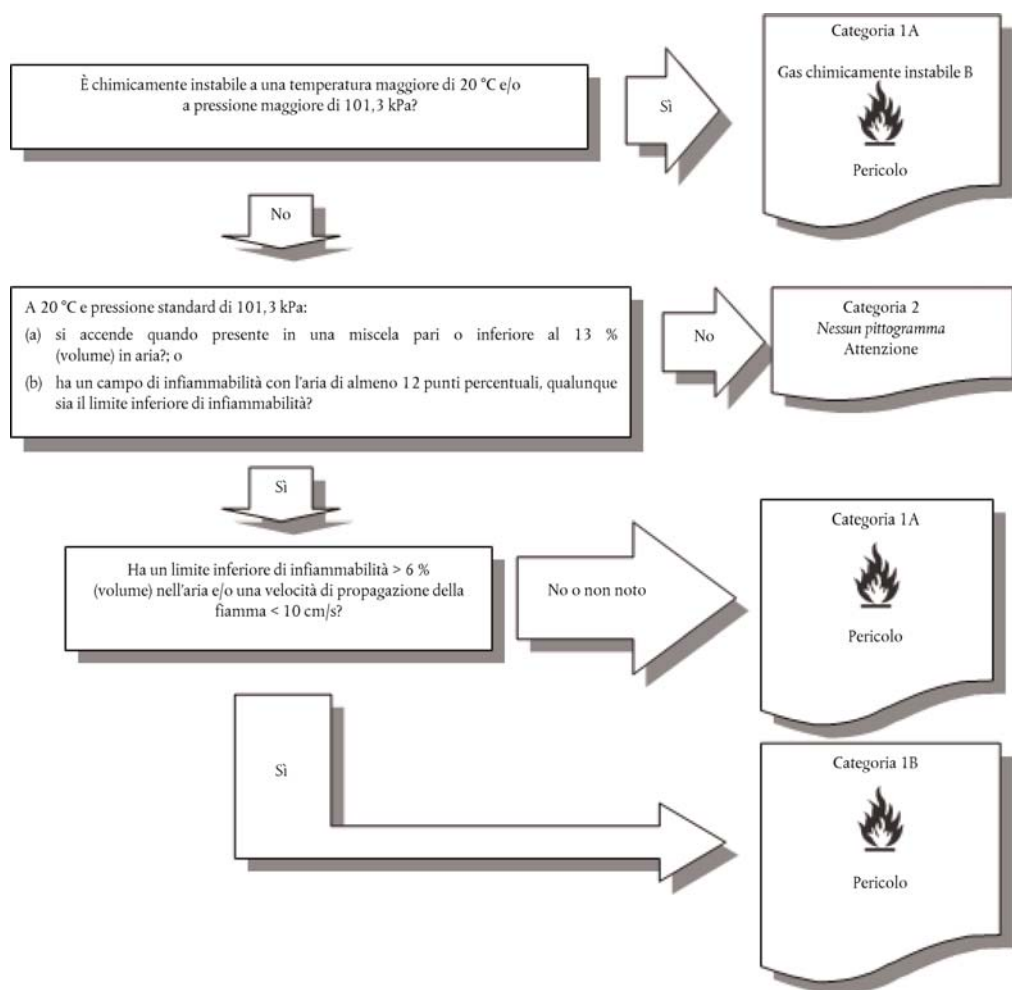 È chimicamente instabile a una temperatura maggiore di 20 °C e/o
a pressione maggiore di 101,3 kPa?
Sì
Categoria 1A
Gas chimicamente instabile B
Pericolo
No
A 20 °C e pressione standard di 101,3 kPa:
(a) si accende quando presente in una miscela pari o inferiore al 13 %
(volume) in aria?; o
(b) ha un campo di infiammabilità con l'aria di almeno 12 punti percentuali, qualunque
sia il limite inferiore di infiammabilità?
No
Categoria 2
Nessun pittogramma
Attenzione
Sì
Ha un limite inferiore di infiammabilità > 6 %
(volume) nell'aria e/o una velocità di propagazione della
fiamma < 10 cm/s?
No o non noto
Categoria 1A
Pericolo
Sì
Categoria 1B
Pericolo